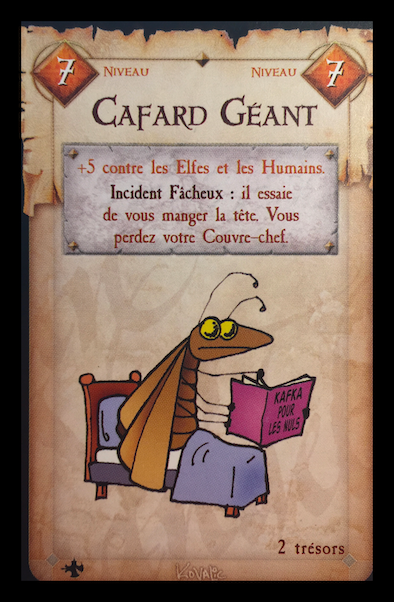 7 NIVEAU NIVEAU 7
CAFARD GÉANT
+5 contre les Elfes et les Humains.
Incident Fâcheux : il essaie
de vous manger la tête. Vous
perdez votre Couvre-chef.
KAFKA
POUR
LES NULS
2 trésors
KOVALIC